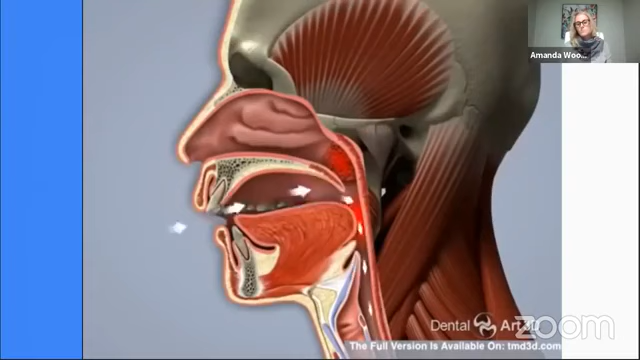 Amanda Woo...
Dental Art3D
zoom
The Full Version Is Available On: tmd3d.com